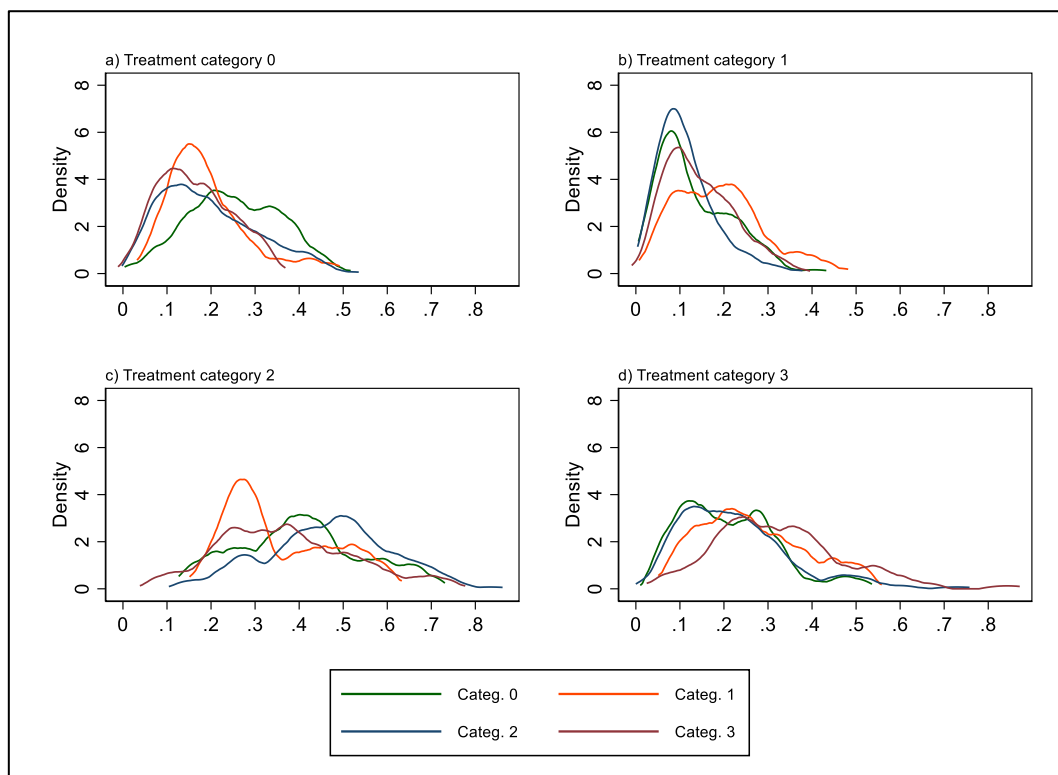 a) Treatment category 0
Density
8
6
4
2
0
0 .1 .2 .3 .4 .5 .6 .7 .8
b) Treatment category 1
Density
8
6
4
2
0
0 .1 .2 .3 .4 .5 .6 .7 .8
c) Treatment category 2
Density
8
6
4
2
0
0 .1 .2 .3 .4 .5 .6 .7 .8
d) Treatment category 3
Density
8
6
4
2
0
0 .1 .2 .3 .4 .5 .6 .7 .8
Categ. 0 Categ. 1
Categ. 2 Categ. 3